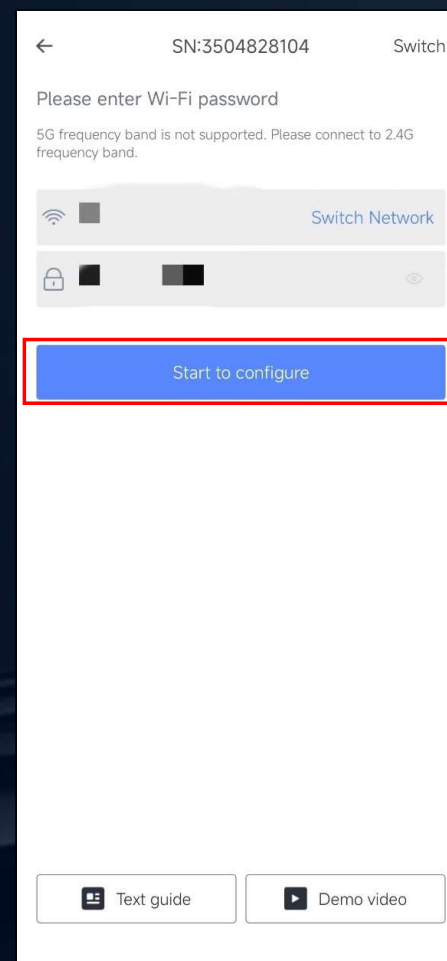 SN:3504828104
Switch
Please enter Wi-Fi password
5G frequency band is not supported. Please connect to 2.4G
frequency band.
Switch Network
Start to configure
Text guide
Demo video